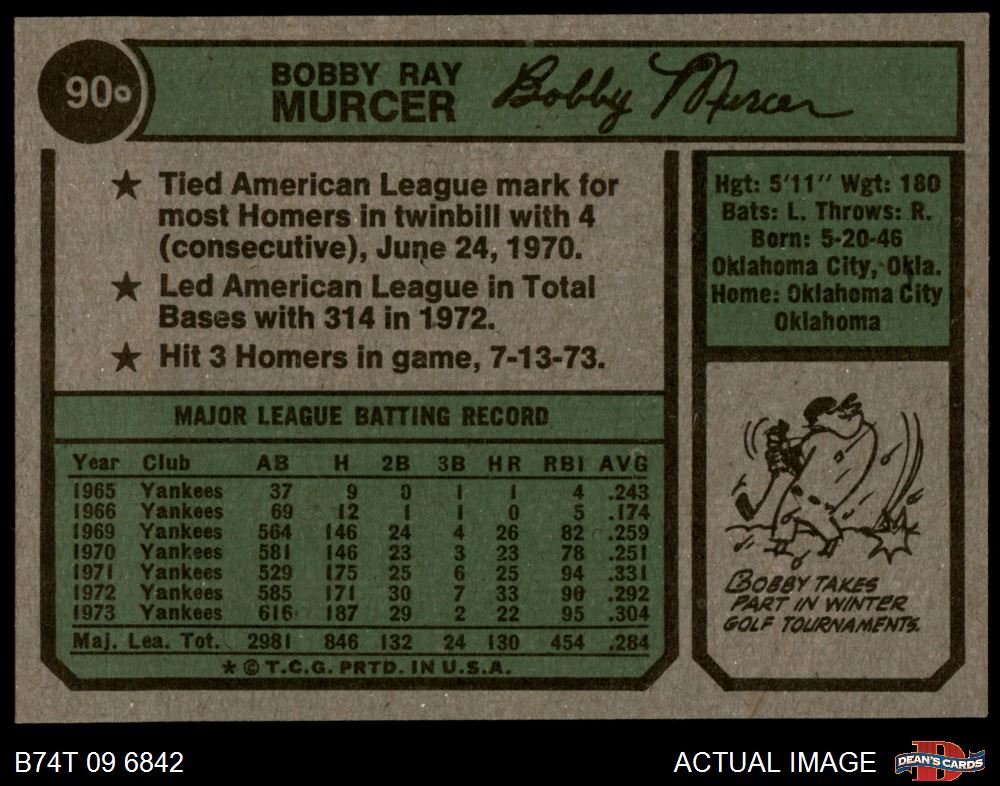 90
BOBBY RAY
MURCER
Bobby Murcer
★ Tied American League mark for
most Homers in twinbill with 4
(consecutive), June 24, 1970.
★ Led American League in Total
Bases with 314 in 1972.
★ Hit 3 Homers in game, 7-13-73.
Hgt: 5'11" Wgt: 180
Bats: L. Throws: R.
Born: 5-20-46
Oklahoma City, Okla.
Home: Oklahoma City
Oklahoma
MAJOR LEAGUE BATTING RECORD
Year Club AB H 2B 3B HR RBI AVG
1965 Yankees 37 9 0 1 1 4 .243
1966 Yankees 69 12 1 1 0 5 .174
1969 Yankees 564 146 24 4 26 82 .259
1970 Yankees 581 146 23 3 23 78 .251
1971 Yankees 529 175 25 6 25 94 .331
1972 Yankees 585 171 30 7 33 96 .292
1973 Yankees 616 187 29 2 22 95 .304
Maj. Lea. Tot. 2981 846 132 24 130 454 .284
★ © T.C.G. PRTD. IN U.S.A.
BOBBY TAKES
PART IN WINTER
GOLF TOURNAMENTS.
B74T 09 6842
ACTUAL IMAGE
DEAN'S CARDS